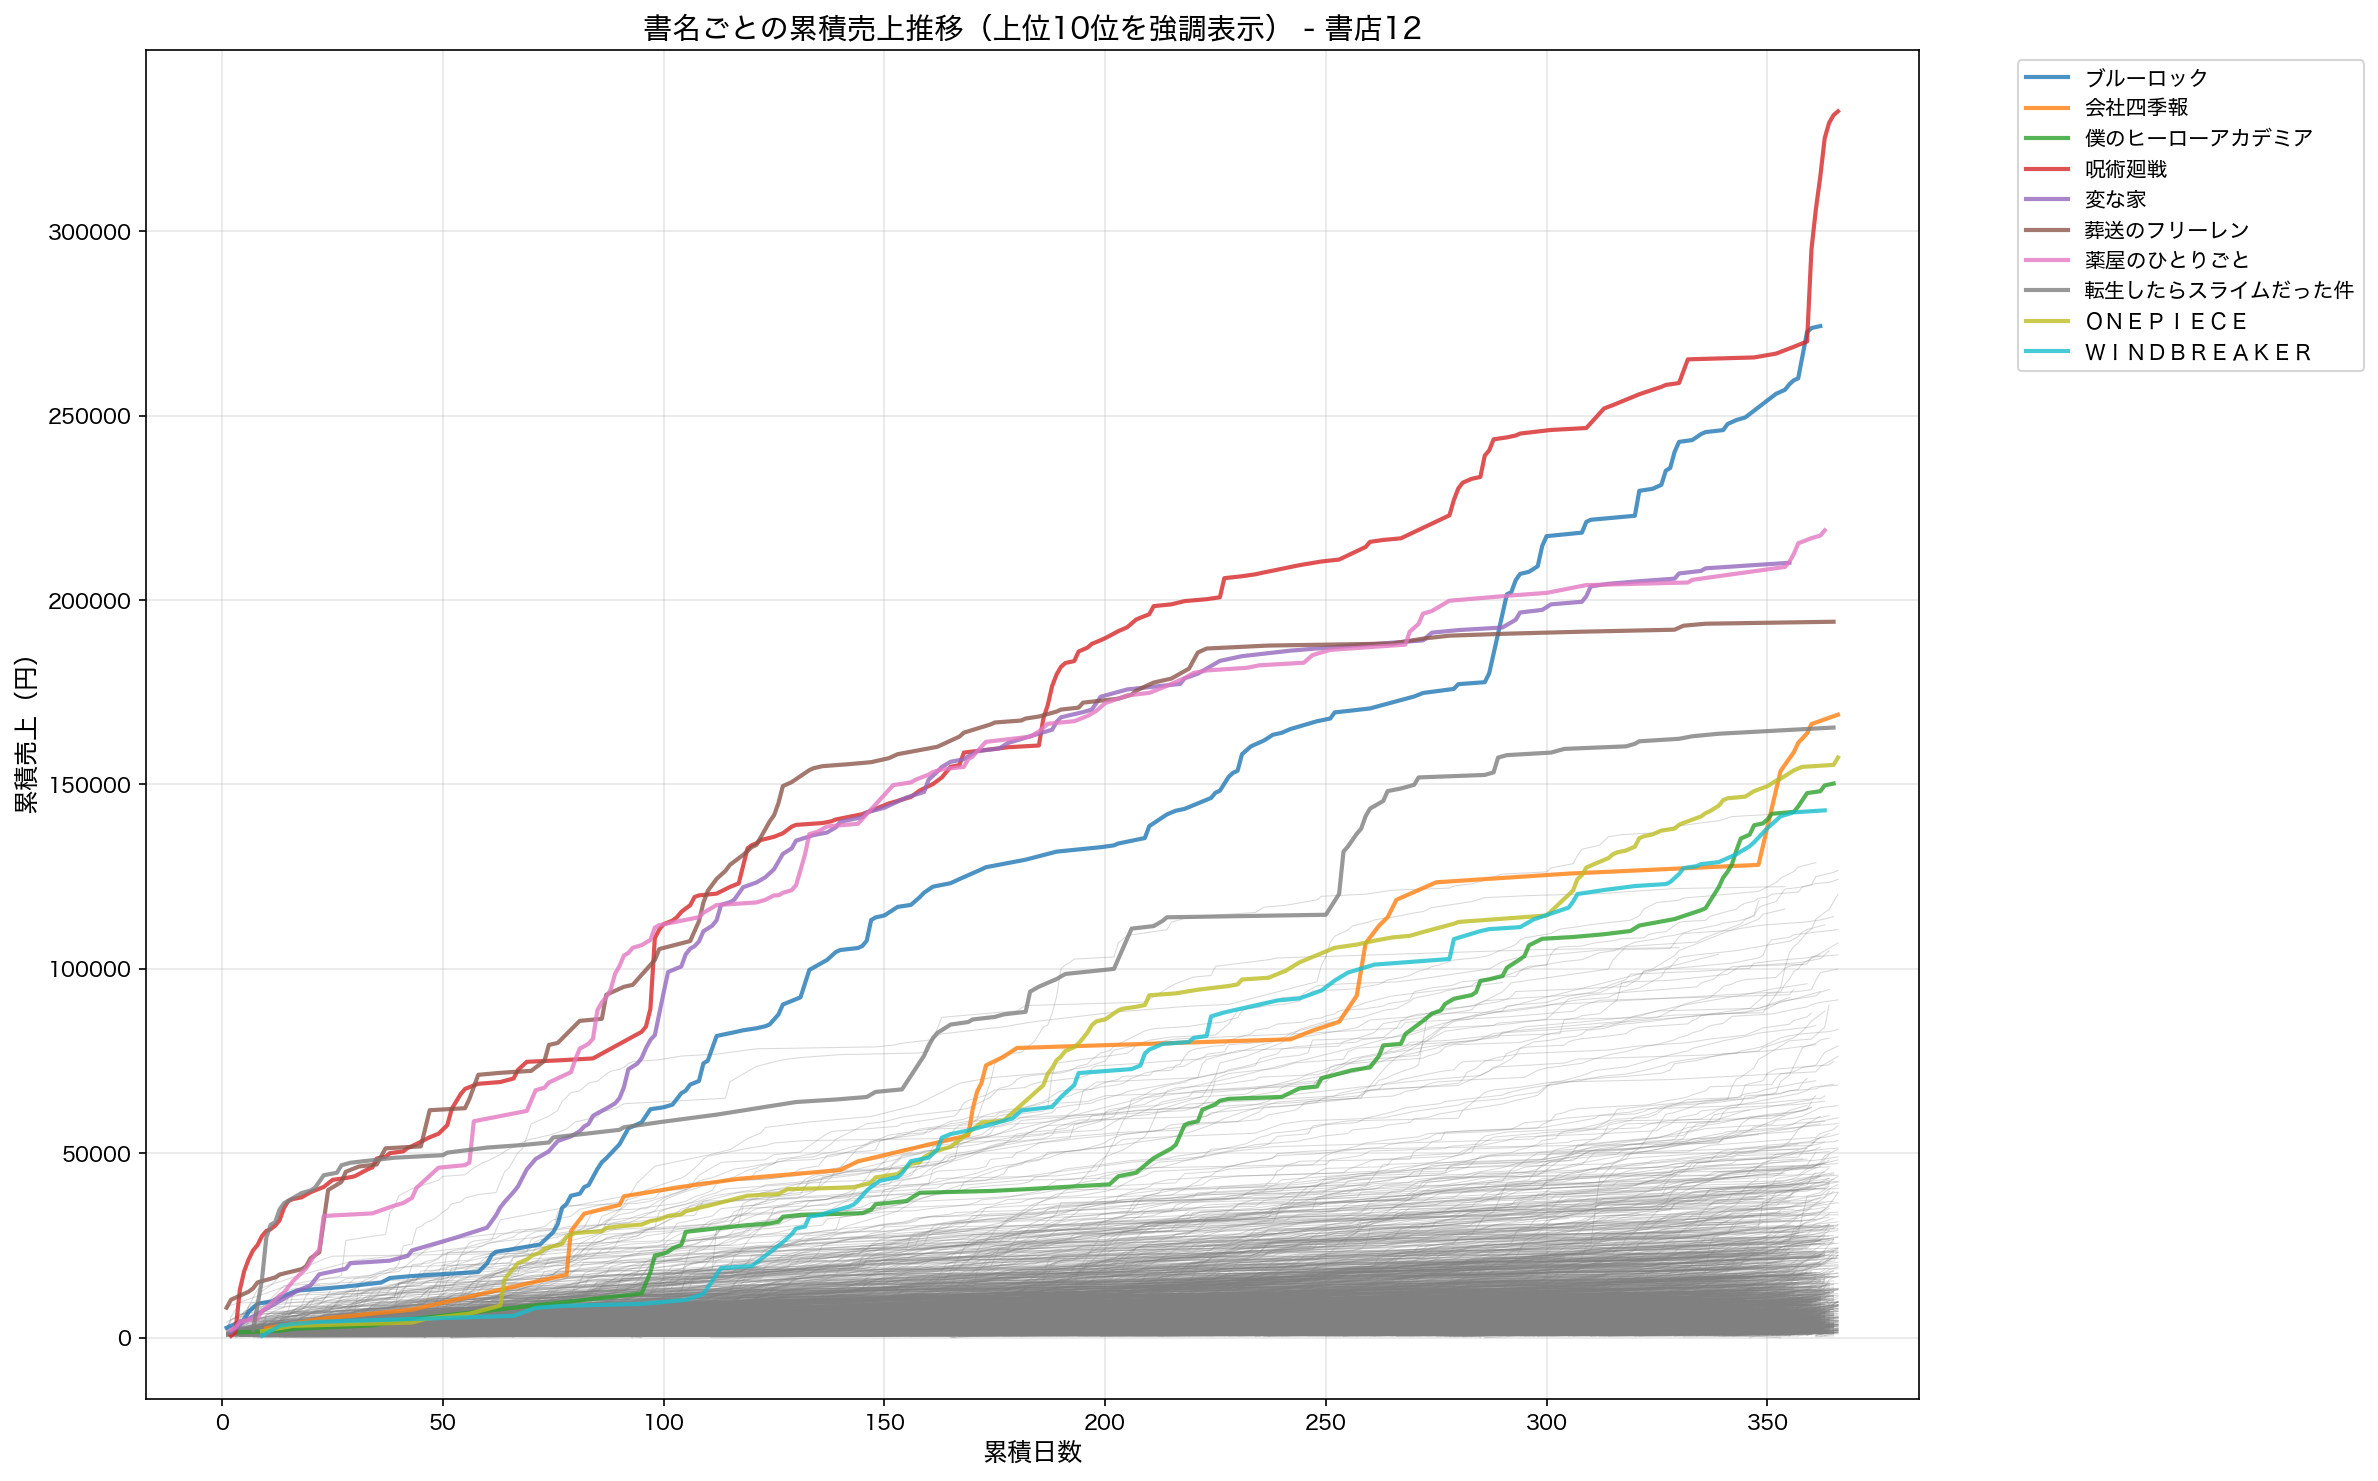 書名ごとの累積売上推移（上位10位を強調表示） - 書店12
ブルーロック
会社四季報
僕のヒーローアカデミア
呪術廻戦
変な家
葬送のフリーレン
薬屋のひとりごと
転生したらスライムだった件
ＯＮＥＰＩＥＣＥ
ＷＩＮＤＢＲＥＡＫＥＲ
累積売上（円）
300000
250000
200000
150000
100000
50000
0
0
50
100
150
200
250
300
350
累積日数